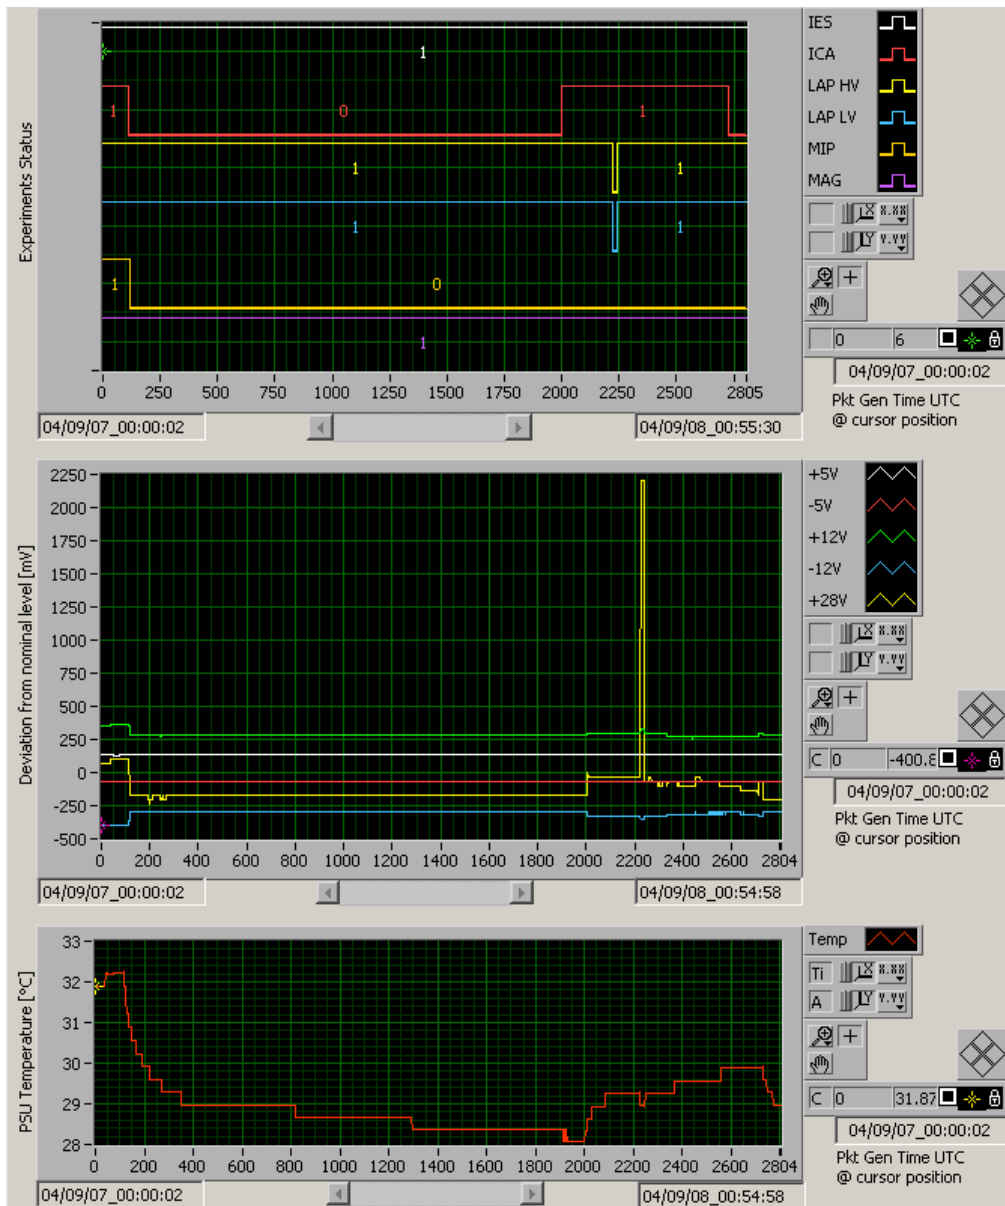 IES
ICA
LAP HV
LAP LV
MIP
MAG
Experiments Status
1
1
0
1
1
1
1
1
1
0
1
0
250
500
750
1000
1250
1500
1750
2000
2250
2500
2805
X.XX
Y.YY
0
6
04/09/07_00:00:02
Pkt Gen Time UTC
@ cursor position
04/09/07_00:00:02
04/09/08_00:55:30
+5V
-5V
+12V
-12V
+28V
Deviation from nominal level [mV]
2250
2000
1750
1500
1250
1000
750
500
250
0
-250
-500
0
200
400
600
800
1000
1200
1400
1600
1800
2000
2200
2400
2804
X.XX
Y.YY
C
0
-400.8
04/09/07_00:00:02
Pkt Gen Time UTC
@ cursor position
04/09/07_00:00:02
04/09/08_00:54:58
Temp
PSU Temperature [°C]
33
32
31
30
29
28
0
200
400
600
800
1000
1200
1400
1600
1800
2000
2200
2400
2804
Ti
X.XX
A
Y.YY
C
0
31.87
04/09/07_00:00:02
Pkt Gen Time UTC
@ cursor position
04/09/07_00:00:02
04/09/08_00:54:58